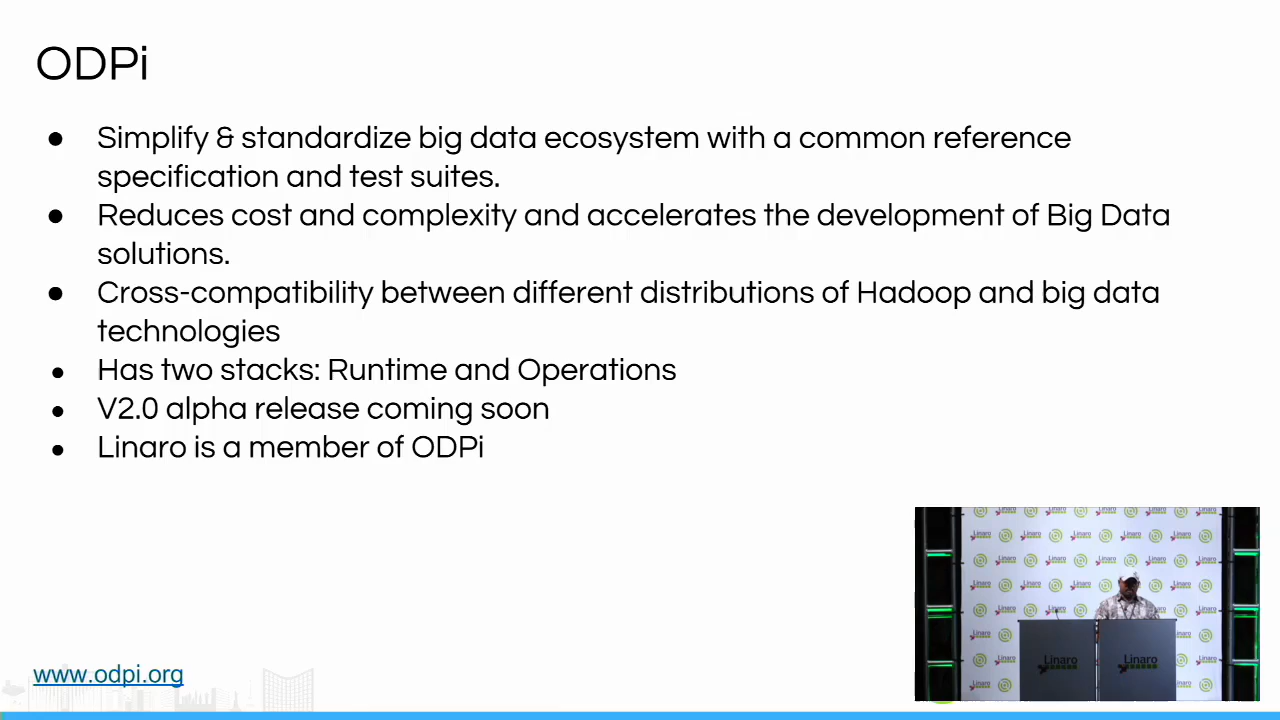 ODPi
● Simplify & standardize big data ecosystem with a common reference
specification and test suites.
● Reduces cost and complexity and accelerates the development of Big Data
solutions.
● Cross-compatibility between different distributions of Hadoop and big data
technologies
● Has two stacks: Runtime and Operations
● V2.0 alpha release coming soon
● Linaro is a member of ODPi
www.odpi.org
Linaro
Linaro